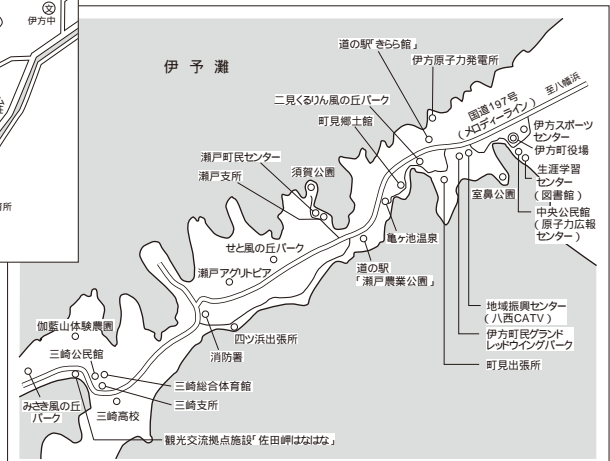 伊方中
伊予灘
道の駅「きらら館」
伊方原子力発電所
二見くるりん風の丘パーク
町見郷土館
国道197号
(メロディーライン)
至八幡浜
伊方スポーツ
センター
伊方町役場
生涯学習
センター
(図書館)
中央公民館
(原子力広報
センター)
瀬戸町民センター
瀬戸支所
須賀公園
室鼻公園
亀ヶ池温泉
せと風の丘パーク
瀬戸アグリトピア
道の駅
「瀬戸農業公園」
地域振興センター
(八西CATV)
伊方町民グランド
レッドウイングパーク
町見出張所
四ツ浜出張所
消防署
伽藍山体験農園
三崎公民館
三崎総合体育館
三崎支所
みさき風の丘
パーク
三崎高校
観光交流拠点施設「佐田岬はなはな」